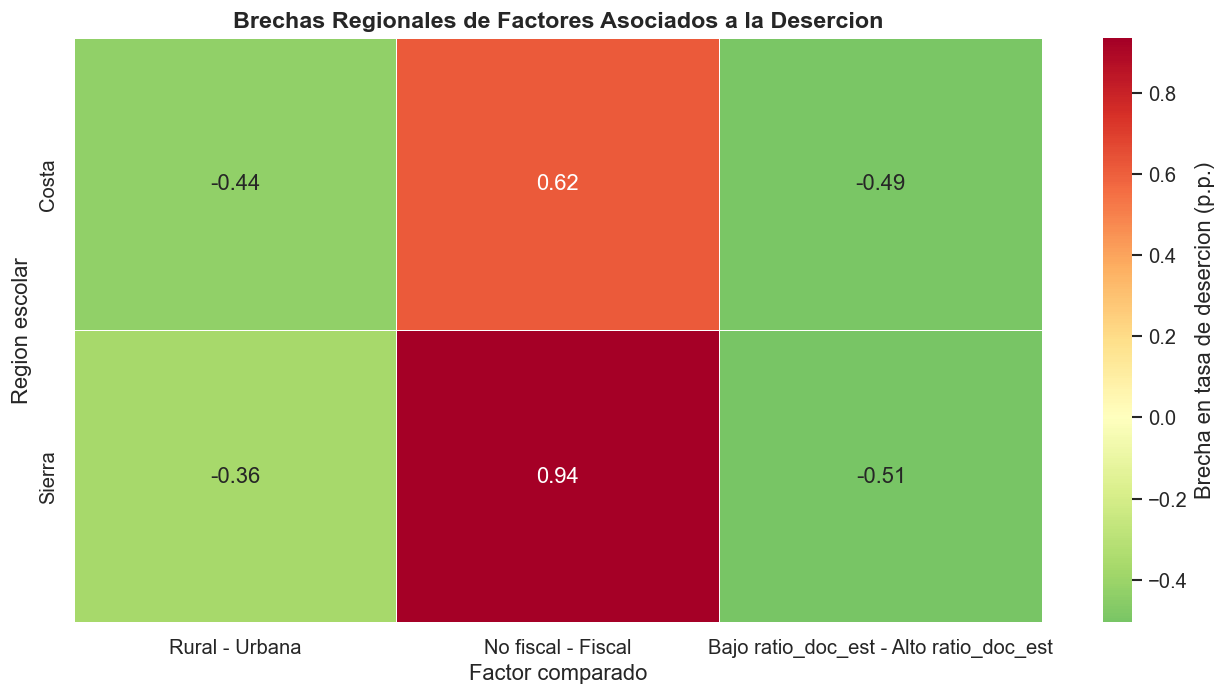 Brechas Regionales de Factores Asociados a la Desercion
Region escolar
Costa
-0.44
0.62
-0.49
Sierra
-0.36
0.94
-0.51
Rural - Urbana
No fiscal - Fiscal
Bajo ratio_doc_est - Alto ratio_doc_est
Factor comparado
0.8
0.6
0.4
0.2
0.0
−0.2
−0.4
Brecha en tasa de desercion (p.p.)